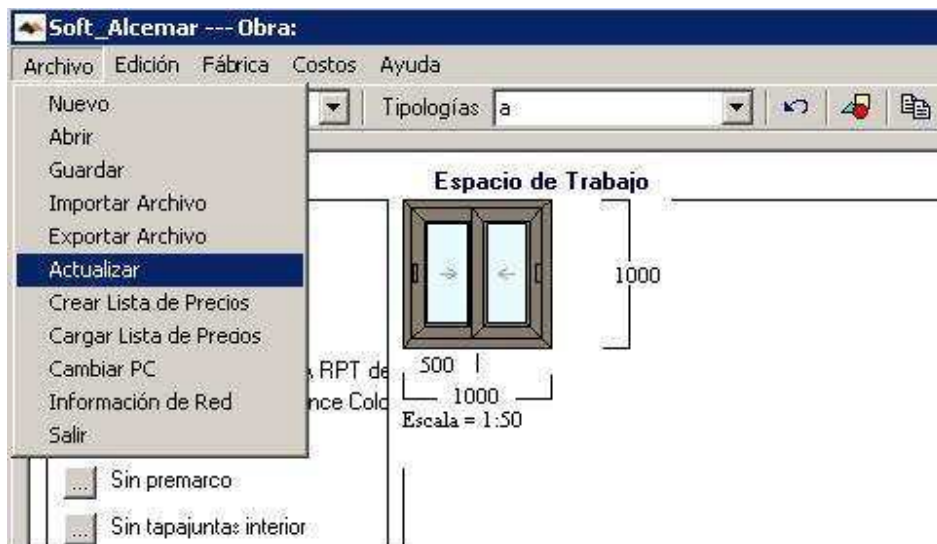 Soft_Alcemar --- Obra:
Archivo Edición Fábrica Costos Ayuda
Nuevo
Tipologías a
Abrir
Guardar
Espacio de Trabajo
Importar Archivo
Exportar Archivo
Actualizar
1000
Crear Lista de Precios
Cargar Lista de Precios
Cambiar PC
RPT de
500
Información de Red
nce Colo
1000
Escala = 1:50
Salir
... Sin premarco
... Sin tapajuntas interior